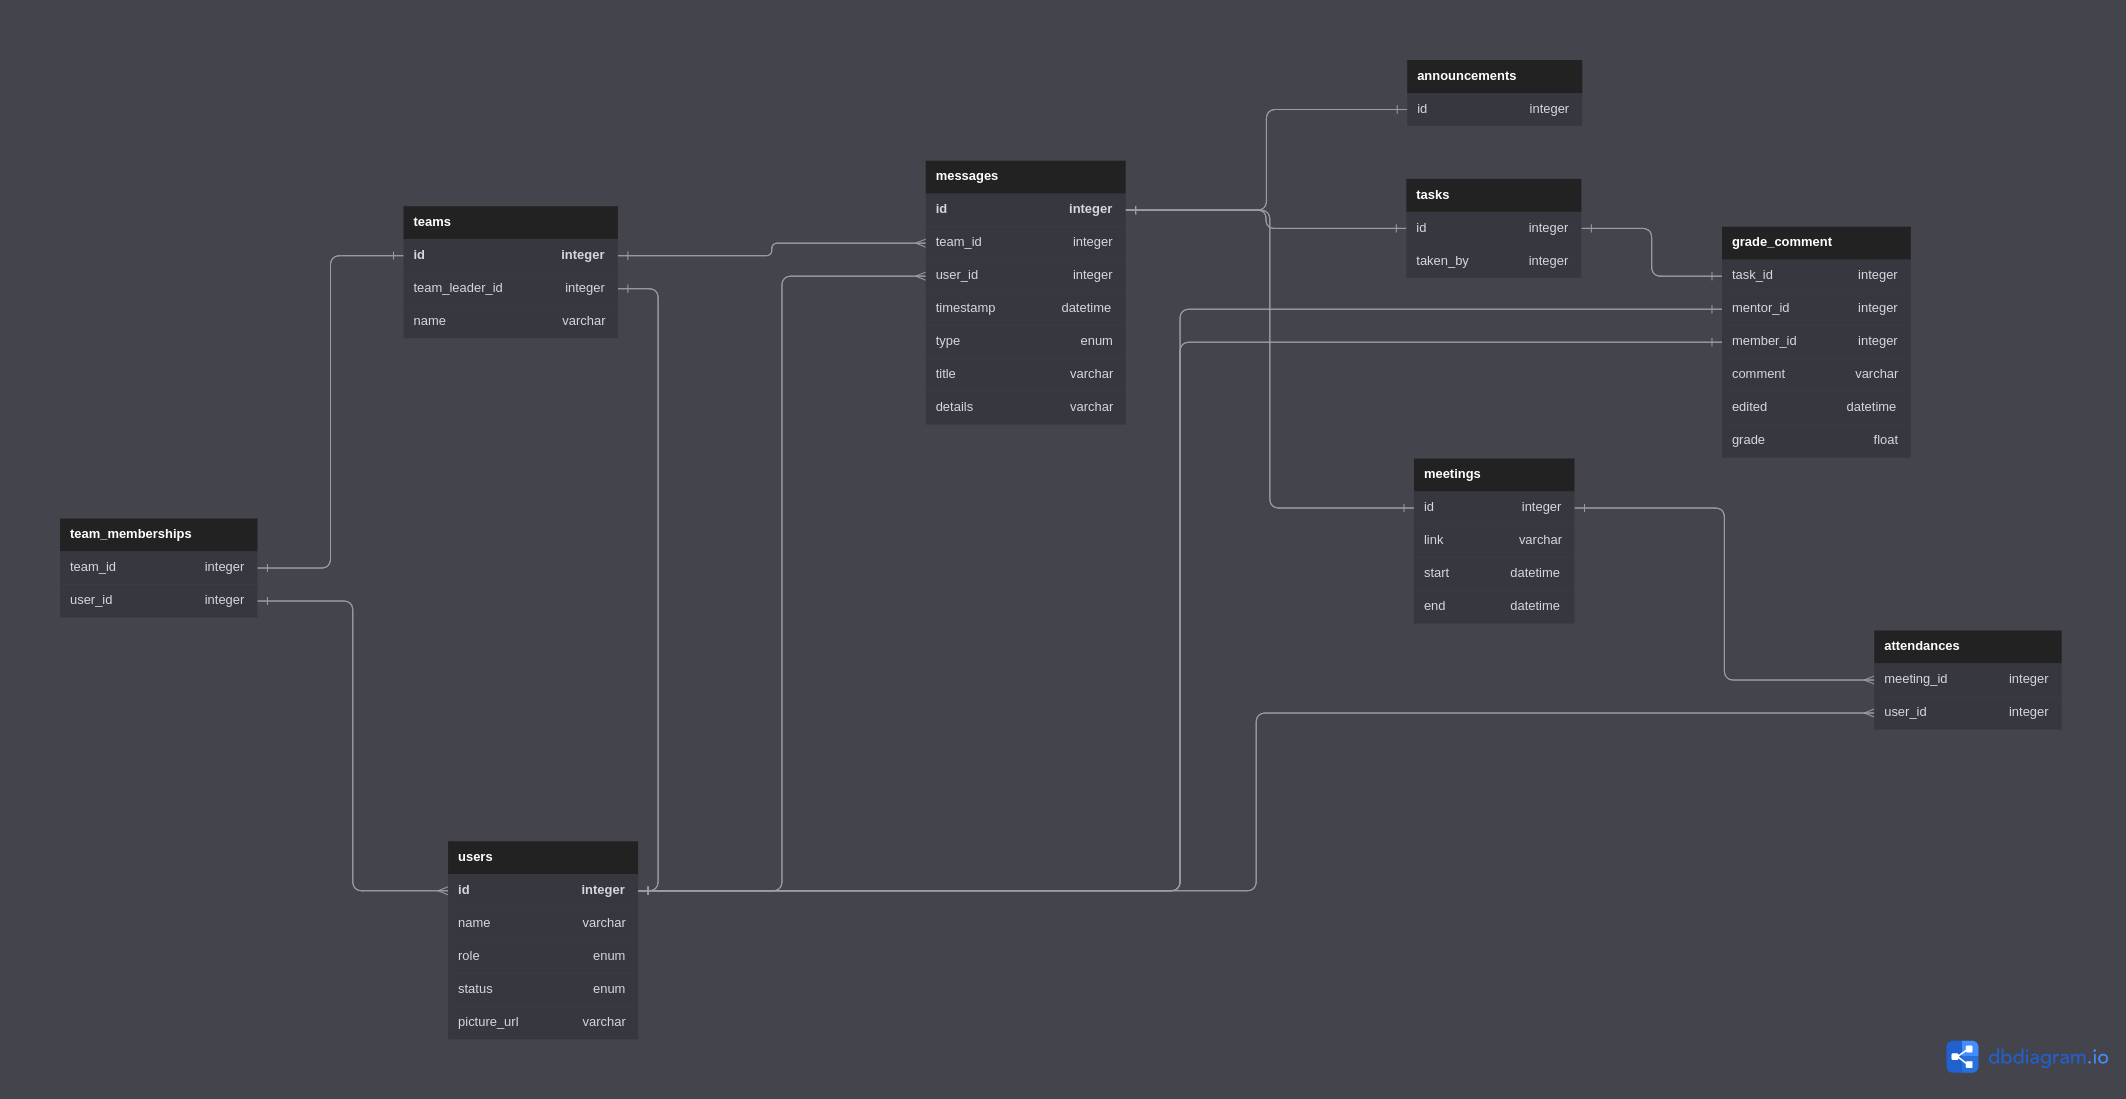 announcements
id integer
messages
id integer
team_id integer
user_id integer
timestamp datetime
type enum
title varchar
details varchar
tasks
id integer
taken_by integer
teams
id integer
team_leader_id integer
name varchar
grade_comment
task_id integer
mentor_id integer
member_id integer
comment varchar
edited datetime
grade float
meetings
id integer
link varchar
start datetime
end datetime
team_memberships
team_id integer
user_id integer
attendances
meeting_id integer
user_id integer
users
id integer
name varchar
role enum
status enum
picture_url varchar
dbdiagram.io